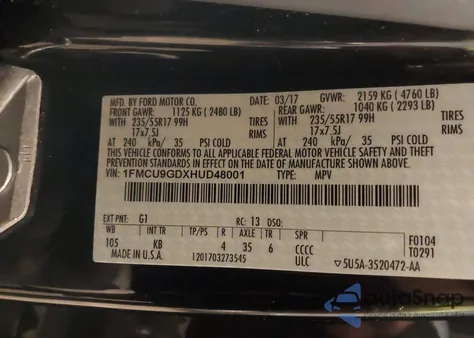 MFD. BY FORD MOTOR CO. 03/17 GVWR: 2159 KG ( 4760 LB)
FRONT GAWR: 1125 KG ( 2480 LB) REAR GAWR: 1040 KG ( 2293 LB)
WITH 235/55R17 99H TIRES WITH 235/55R17 99H TIRES
17x7.5J RIMS 17x7.5J RIMS
AT 240 kPa/ 35 PSI COLD AT 240 kPa/ 35 PSI COLD
THIS VEHICLE CONFORMS TO ALL APPLICABLE FEDERAL MOTOR VEHICLE SAFETY, BUMPER, AND
THEFT PREVENTION STANDARDS IN EFFECT ON THE DATE OF MANUFACTURE SHOWN ABOVE.
VIN: 1FMCU9GDXHUD48001 TYPE: MPV
EXT PNT: G1 RC: 13 DSO: F0104
WB TP/PS R AXLE TR SPR T0291
105 KB 4 35 6 CCCC
MADE IN U.S.A. 1201703273545 ULC ▽5U5A-3520472-AA
AutoSnap